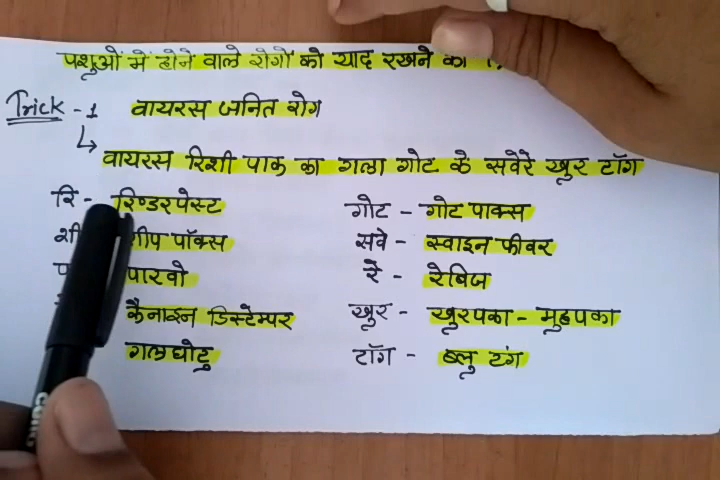 पशुओं में होने वाले रोगों को याद रखने का
Trick - 1 वायरस जनित रोग
वायरस रिशी पाक का गला गोट के सवेरे खुर टॉग
रि - रिण्डरपेस्ट
शी शीप पॉक्स
पारवो
कैनाइन डिस्टेम्पर
गलघोटु
गोट - गोट पाक्स
सवे - स्वाइन फीवर
रे - रेबिज
खुर - खुरपका - मुहपका
टॉग - ब्लु टंग